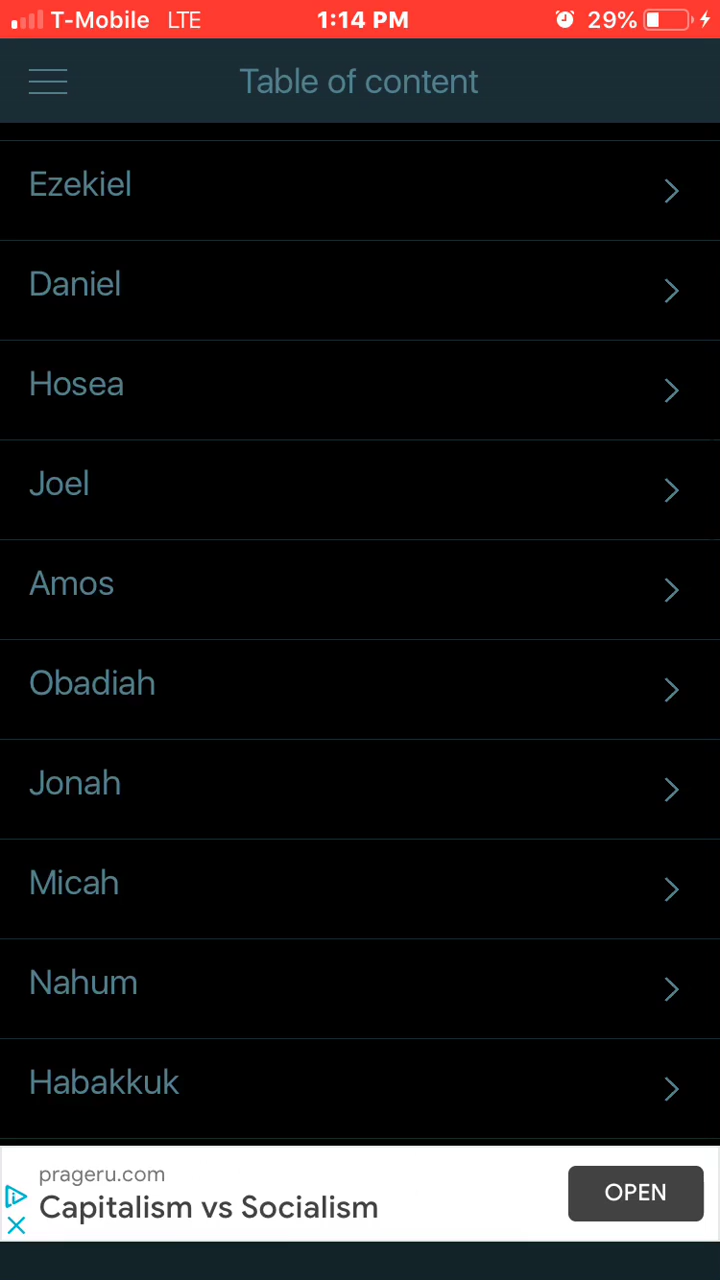 T-Mobile LTE 1:14 PM 29%
Table of content
Ezekiel
Daniel
Hosea
Joel
Amos
Obadiah
Jonah
Micah
Nahum
Habakkuk
prageru.com
Capitalism vs Socialism
OPEN